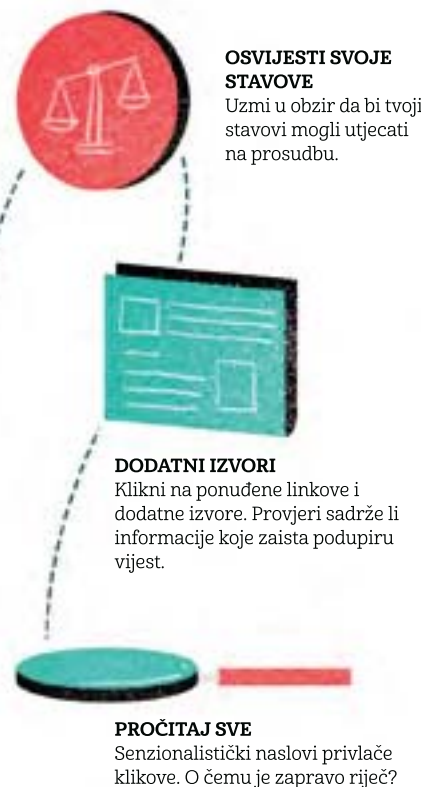 OSVIJESTI SVOJE
STAVOVE
Uzmi u obzir da bi tvoji
stavovi mogli utjecati
na prosudbu.
DODATNI IZVORI
Klikni na ponuđene linkove i
dodatne izvore. Provjeri sadrže li
informacije koje zaista podupiru
vijest.
PROČITAJ SVE
Senzionalistički naslovi privlače
klikove. O čemu je zapravo riječ?